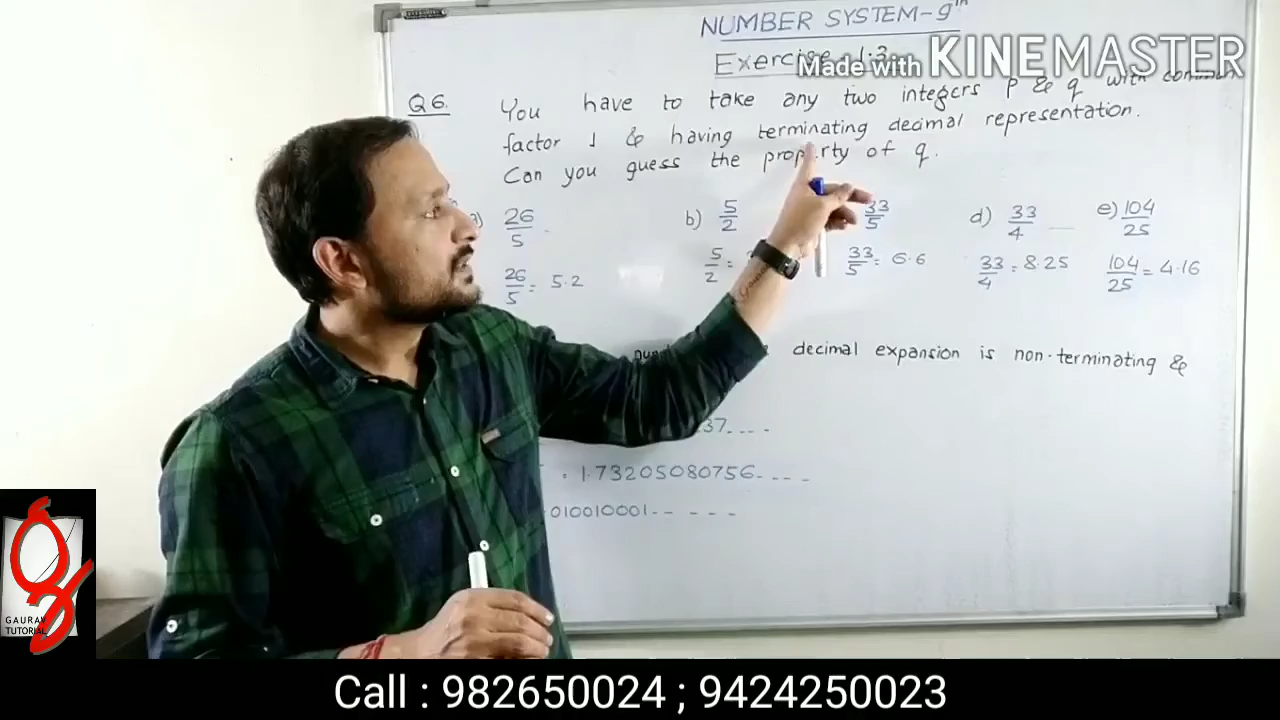 NUMBER SYSTEM-9th
Exercise 1.3
Made with KINEMASTER
Q 6. You have to take any two integers P & q with common
factor 1 & having terminating decimal representation.
Can you guess the property of q.
26/5 b) 5/2 33/5 d) 33/4 e) 104/25
26/5 = 5.2 5/2 = 33/5 = 6.6 33/4 = 8.25 104/25 = 4.16
decimal expansion is non-terminating &
37....
= 1.73205080756....
010010001-----
GAURAV
TUTORIAL
Call : 982650024 ; 9424250023